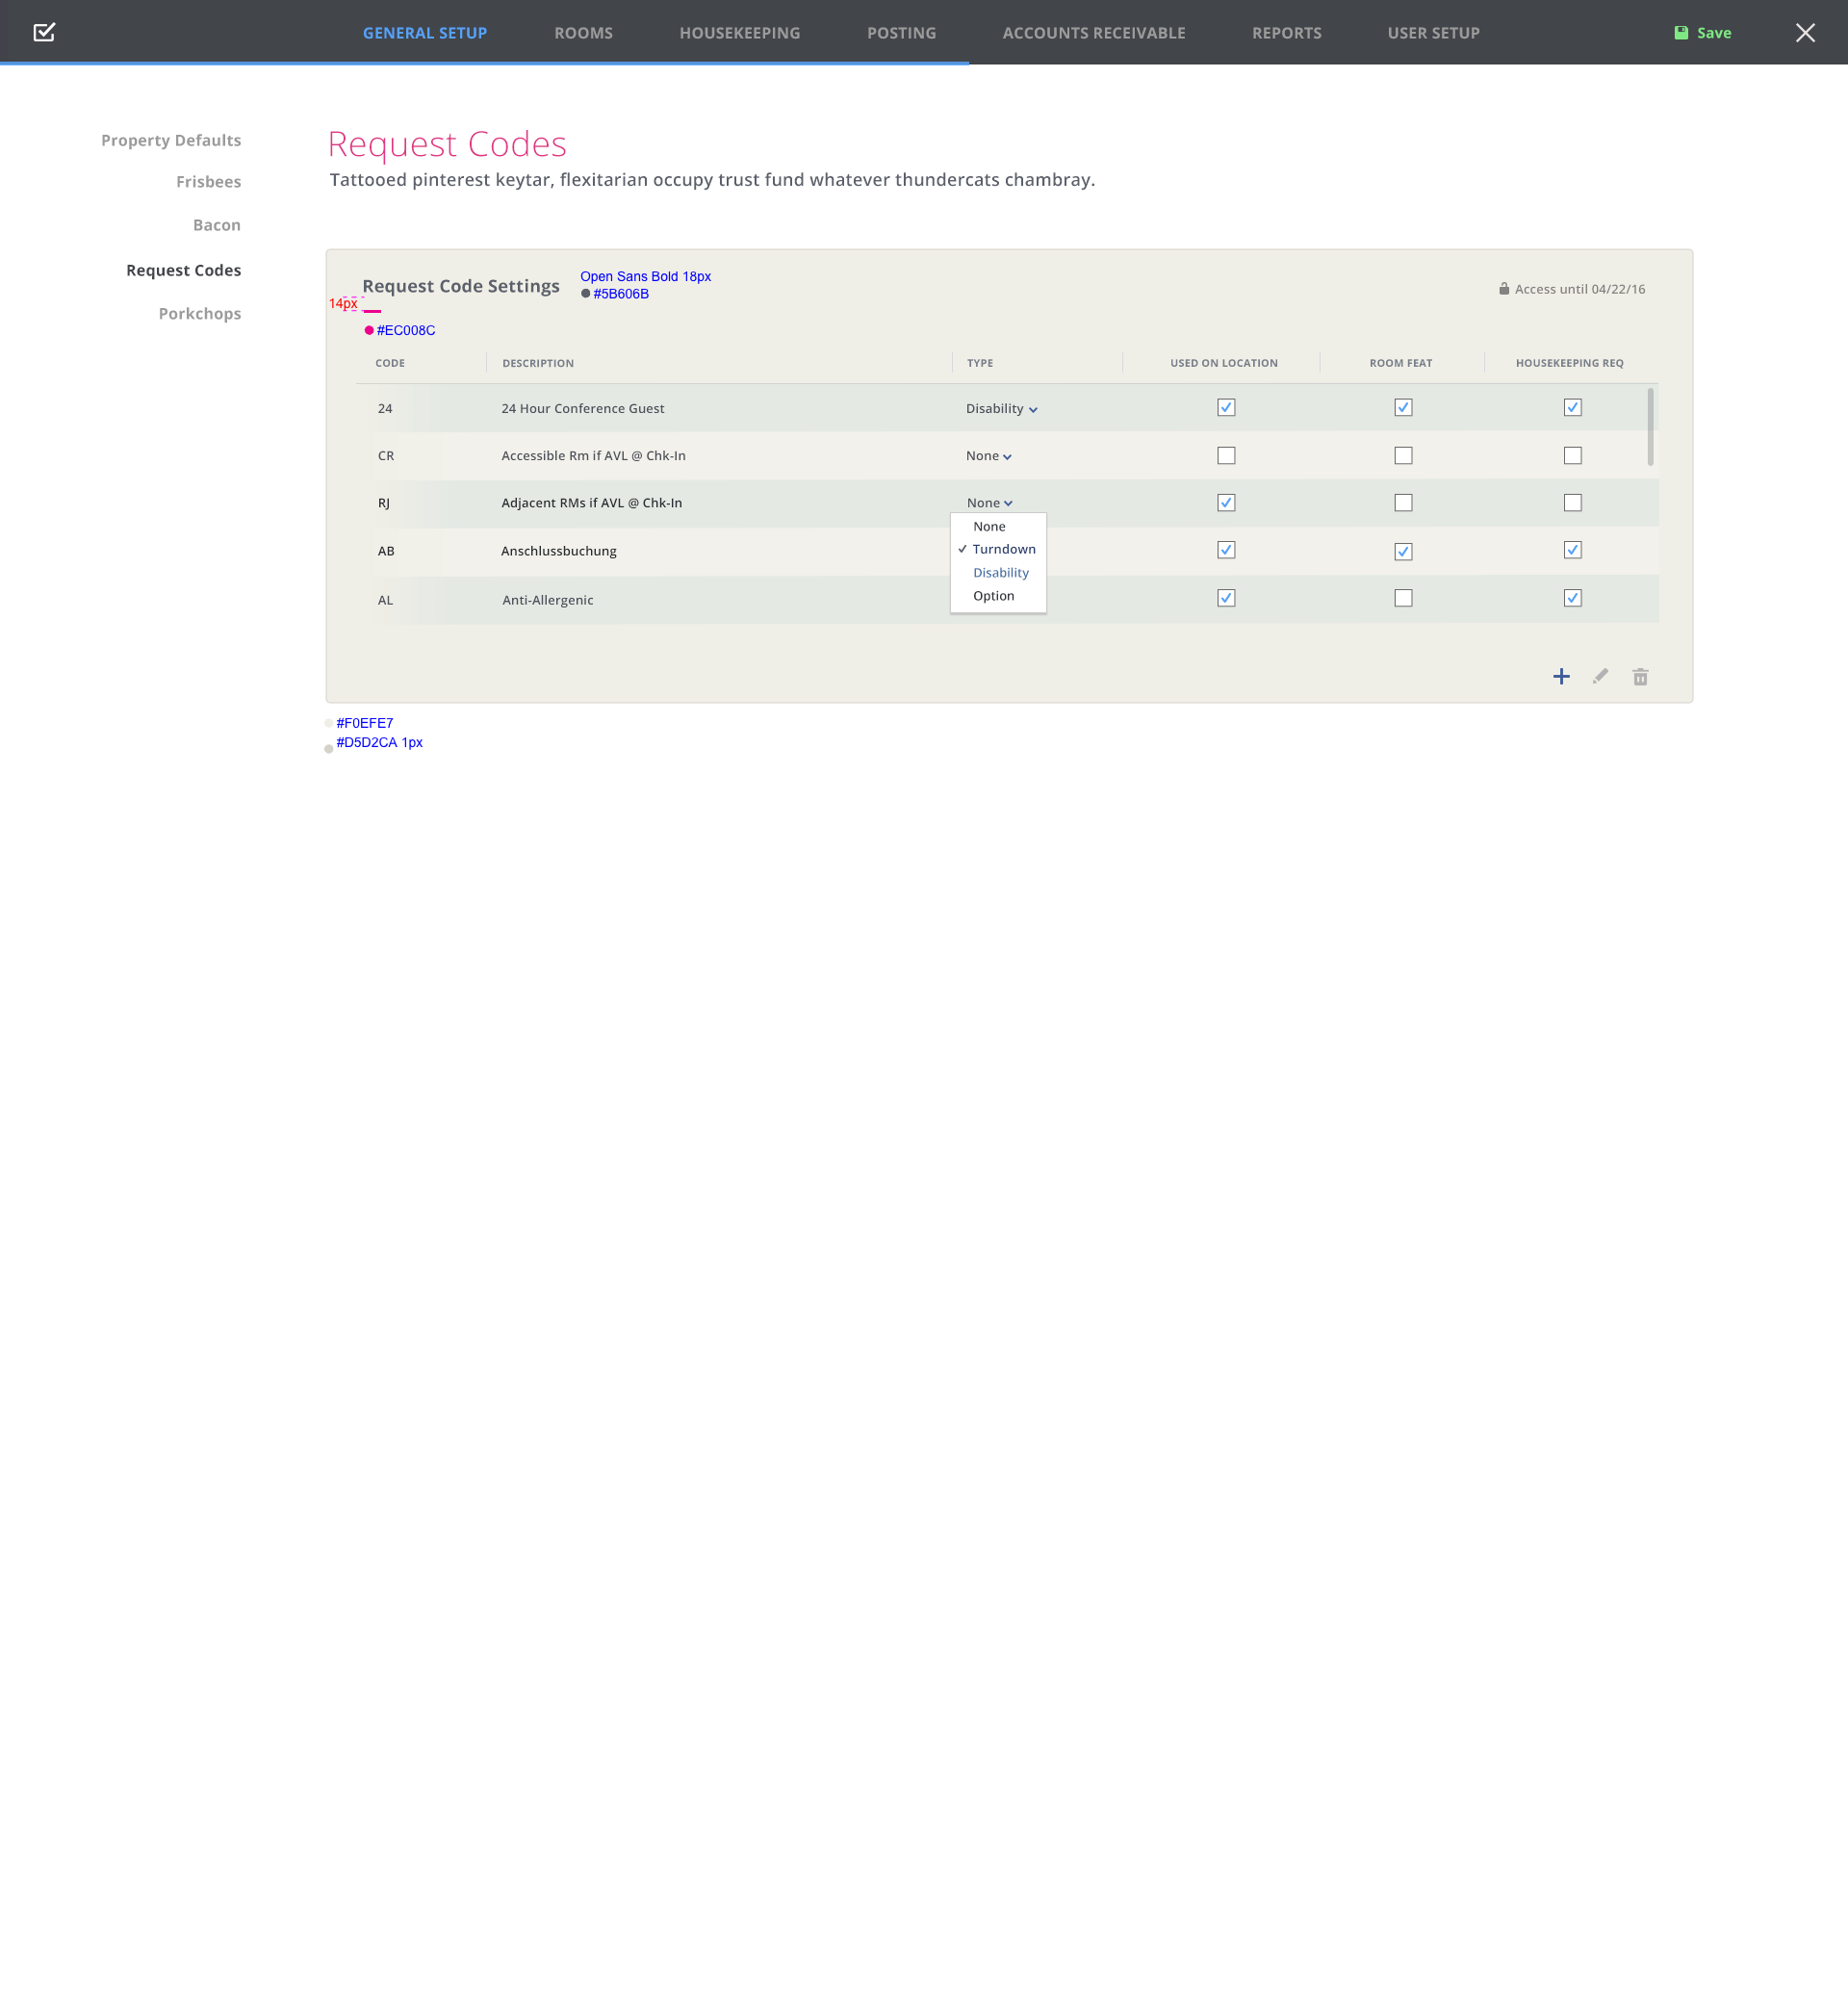 GENERAL SETUP ROOMS HOUSEKEEPING POSTING ACCOUNTS RECEIVABLE REPORTS USER SETUP Save
Property Defaults
Frisbees
Bacon
Request Codes
Porkchops
Request Codes
Tattooed pinterest keytar, flexitarian occupy trust fund whatever thundercats chambray.
Request Code Settings
Open Sans Bold 18px
#5B606B
Access until 04/22/16
14px
#EC008C
CODE DESCRIPTION TYPE USED ON LOCATION ROOM FEAT HOUSEKEEPING REQ
24 24 Hour Conference Guest Disability
CR Accessible Rm if AVL @ Chk-In None
RJ Adjacent RMs if AVL @ Chk-In None
None
Turndown
Disability
Option
AB Anschlussbuchung
AL Anti-Allergenic
#F0EFE7
#D5D2CA 1px